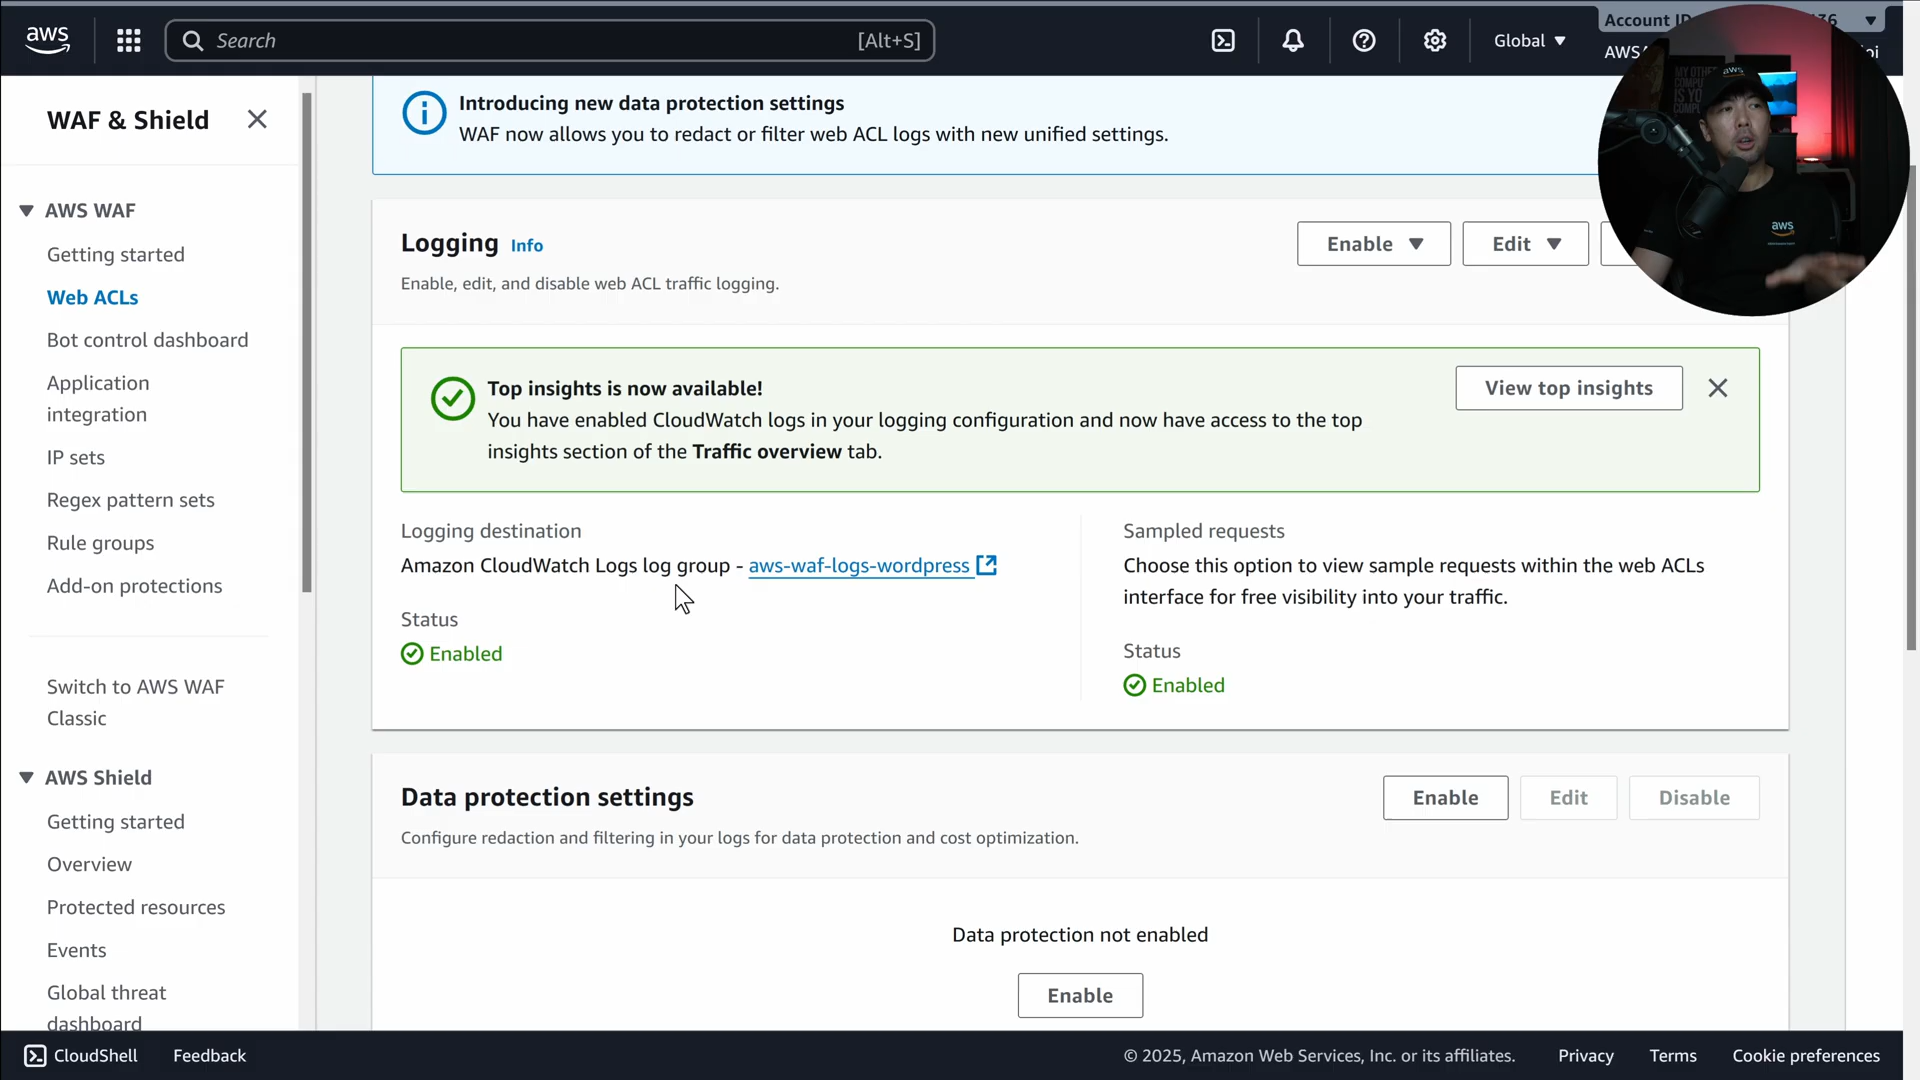 aws
Search
[Alt+S]
Global
Account ID
AWS
WAF & Shield
AWS WAF
Getting started
Web ACLs
Bot control dashboard
Application
integration
IP sets
Regex pattern sets
Rule groups
Add-on protections
Switch to AWS WAF
Classic
AWS Shield
Getting started
Overview
Protected resources
Events
Global threat
dashboard
Introducing new data protection settings
WAF now allows you to redact or filter web ACL logs with new unified settings.
Logging Info
Enable
Edit
Enable, edit, and disable web ACL traffic logging.
Top insights is now available!
View top insights
You have enabled CloudWatch logs in your logging configuration and now have access to the top
insights section of the Traffic overview tab.
Logging destination
Amazon CloudWatch Logs log group - aws-waf-logs-wordpress
Status
Enabled
Sampled requests
Choose this option to view sample requests within the web ACLs
interface for free visibility into your traffic.
Status
Enabled
Data protection settings
Enable
Edit
Disable
Configure redaction and filtering in your logs for data protection and cost optimization.
Data protection not enabled
Enable
CloudShell
Feedback
© 2025, Amazon Web Services, Inc. or its affiliates.
Privacy
Terms
Cookie preferences
aws
aws